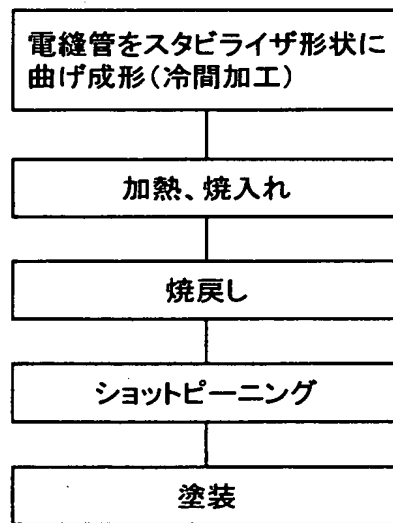 電縫管をスタビライザ形状に
曲げ成形(冷間加工)
加熱、焼入れ
焼戻し
ショットピーニング
塗装